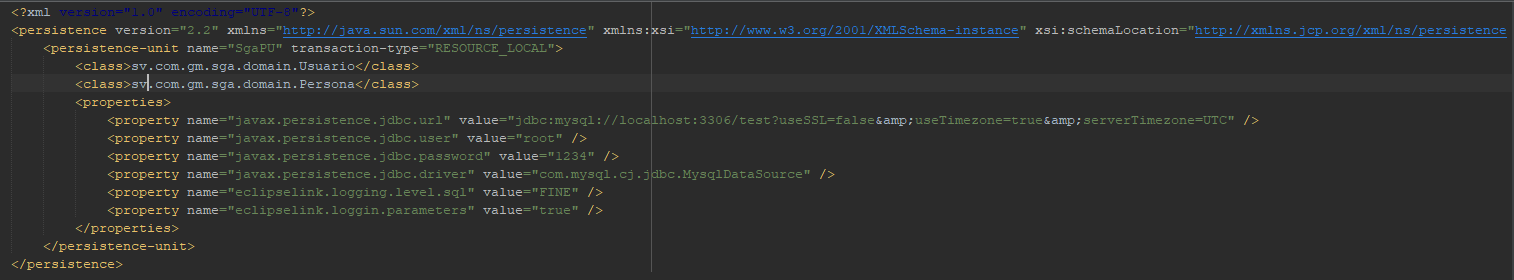 <?xml version="1.0" encoding="UTF-8"?>
<persistence version="2.2" xmlns="http://java.sun.com/xml/ns/persistence" xmlns:xsi="http://www.w3.org/2001/XMLSchema-instance" xsi:schemaLocation="http://xmlns.jcp.org/xml/ns/persistence
<persistence-unit name="SgaPU" transaction-type="RESOURCE_LOCAL">
<class>sv.com.gm.sga.domain.Usuario</class>
<class>sv.com.gm.sga.domain.Persona</class>
<properties>
<property name="javax.persistence.jdbc.url" value="jdbc:mysql://localhost:3306/test?useSSL=false&amp;useTimezone=true&amp;serverTimezone=UTC" />
<property name="javax.persistence.jdbc.user" value="root" />
<property name="javax.persistence.jdbc.password" value="1234" />
<property name="javax.persistence.jdbc.driver" value="com.mysql.cj.jdbc.MysqlDataSource" />
<property name="eclipselink.logging.level.sql" value="FINE" />
<property name="eclipselink.loggin.parameters" value="true" />
</properties>
</persistence-unit>
</persistence>